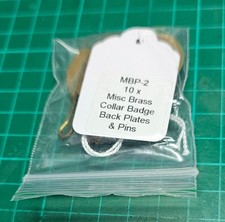 MBP-2
10 x
Misc Brass
Collar Badge
Back Plates
& Pins